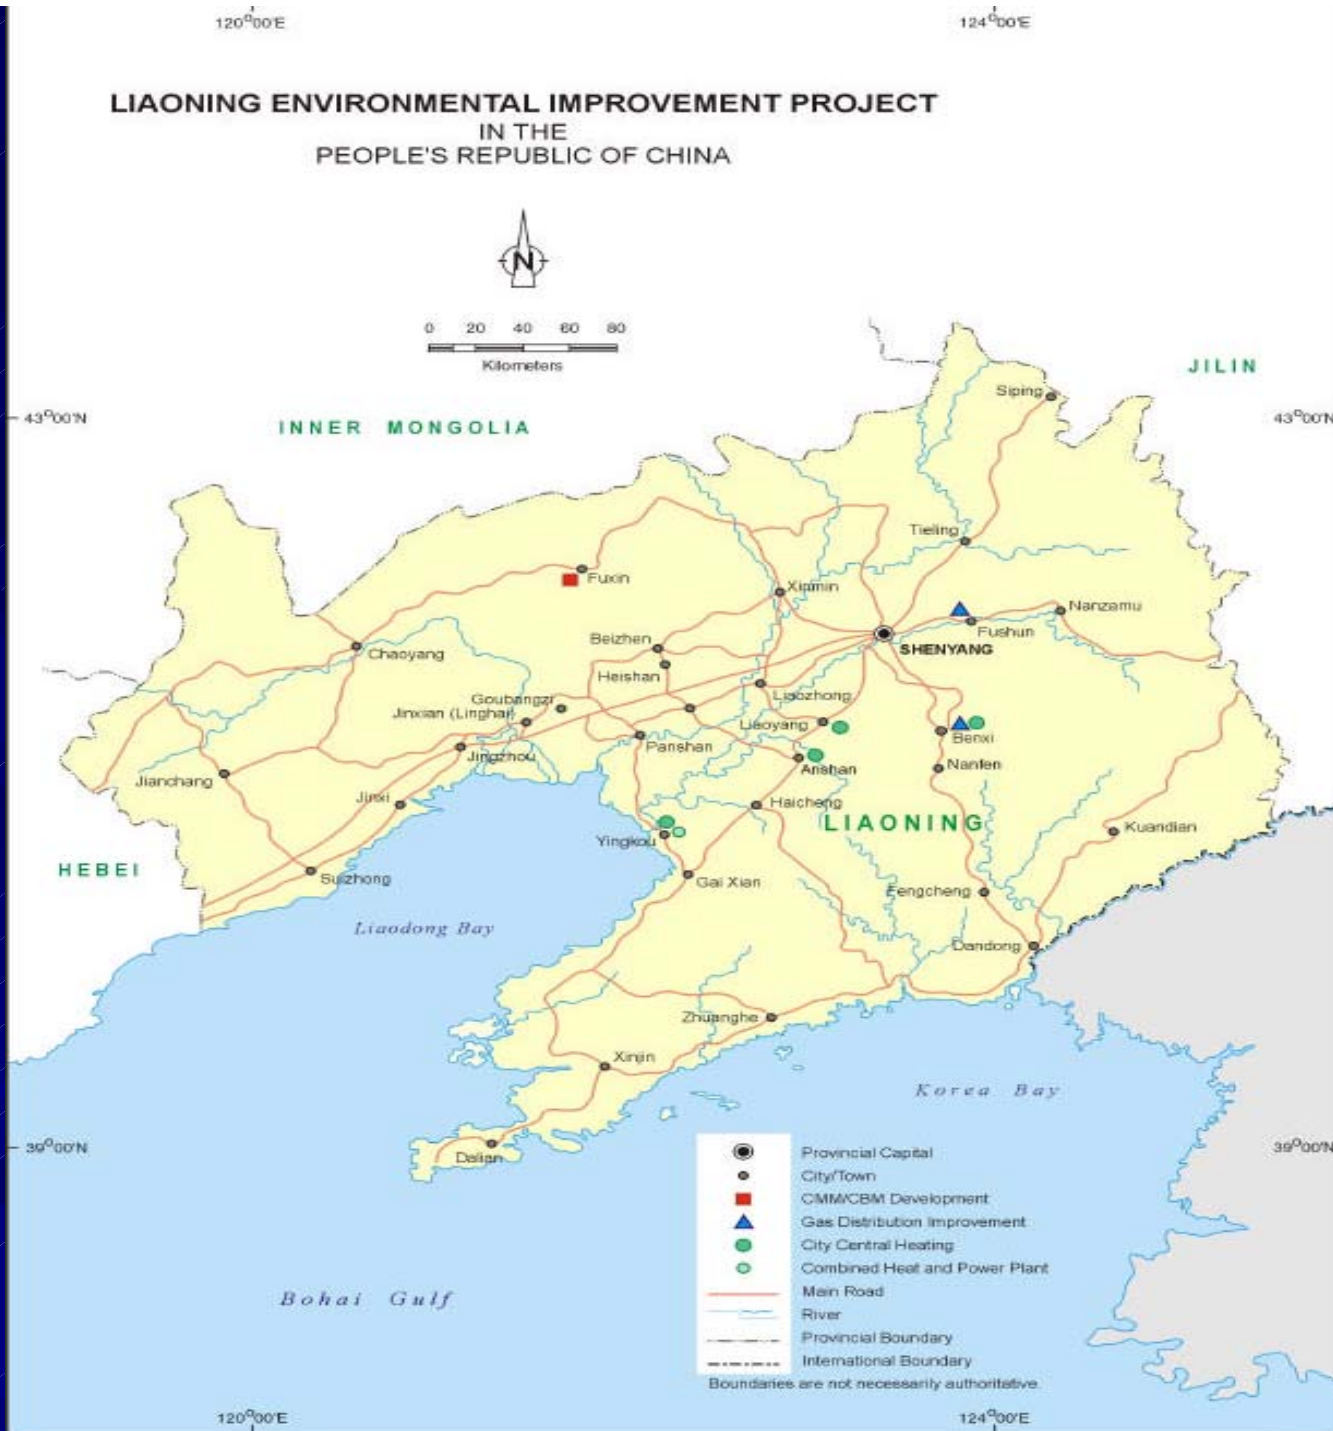 120°00'E
124°00'E
LIAONING ENVIRONMENTAL IMPROVEMENT PROJECT
IN THE
PEOPLE'S REPUBLIC OF CHINA
N
0 20 40 60 80
Kilometers
JILIN
Siping
43°00'N
43°00'N
INNER MONGOLIA
Tieling
Fuxin
Xinmin
Nanzamu
Fushun
Beizhen
SHENYANG
Chaoyang
Heishan
Liaozhong
Goubangzi
Jinxian (Linghai)
Liaoyang
Benxi
Panshan
Jingzhou
Anshan
Nanfen
Jianchang
Jinxi
Haicheng
LIAONING
Kuandian
Yingkou
HEBEI
Suizhong
Gai Xian
Fengcheng
Liaodong Bay
Dandong
Zhuanghe
Xinjin
Korea Bay
39°00'N
39°00'N
Dalian
Provincial Capital
City/Town
CMM/CBM Development
Gas Distribution Improvement
City Central Heating
Combined Heat and Power Plant
Main Road
River
Provincial Boundary
International Boundary
Boundaries are not necessarily authoritative.
Bohai Gulf
120°00'E
124°00'E